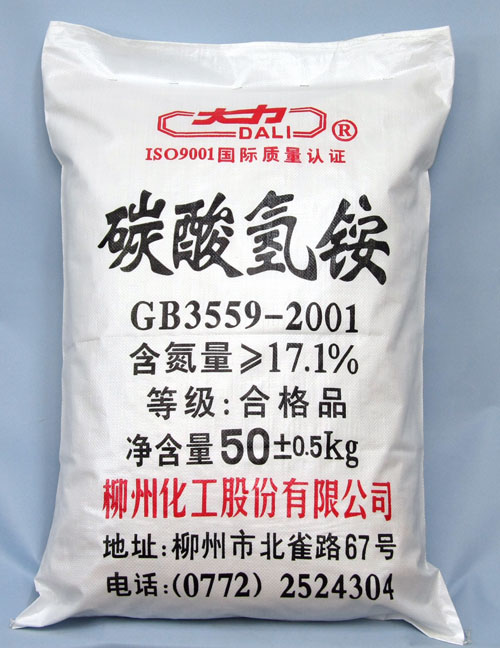 大力
DALI ®
ISO9001国际质量认证
碳酸氢铵
GB3559-2001
含氮量≥17.1%
等级:合格品
净含量50±0.5kg
柳州化工股份有限公司
地址:柳州市北雀路67号
电话:(0772) 2524304